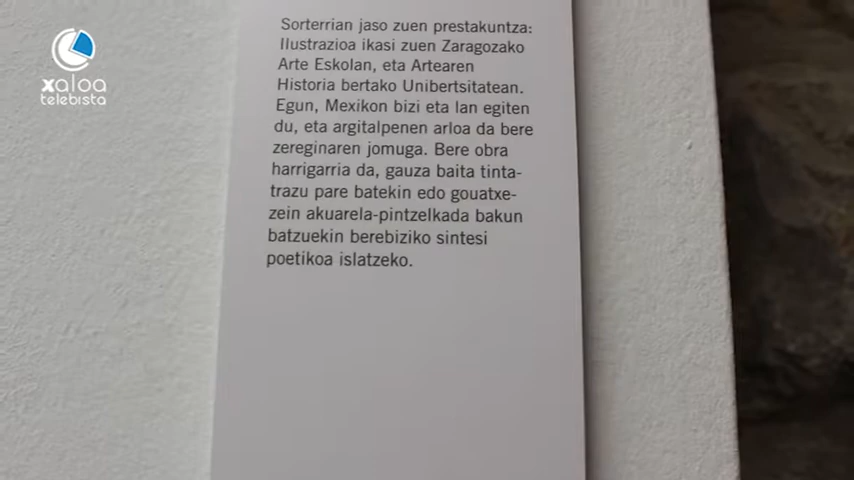 xaloa
telebista
Sorterrian jaso zuen prestakuntza:
Ilustrazioa ikasi zuen Zaragozako
Arte Eskolan, eta Artearen
Historia bertako Unibertsitatean.
Egun, Mexikon bizi eta lan egiten
du, eta argitalpenen arloa da bere
zereginaren jomuga. Bere obra
harrigarria da, gauza baita tinta-
trazu pare batekin edo gouatxe-
zein akuarela-pintzelkada bakun
batzuekin berebiziko sintesi
poetikoa islatzeko.